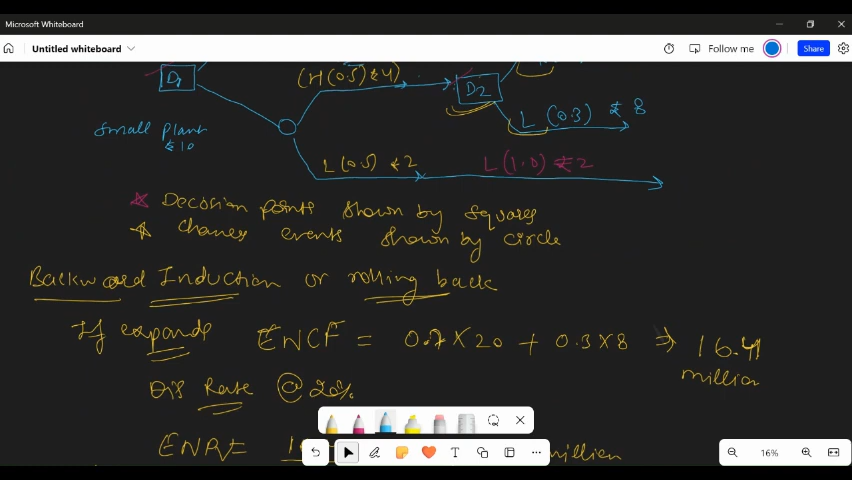 Microsoft Whiteboard
Untitled whiteboard
Follow me
Share
D1
(H(0.5) ₹4)
D2
L (0.3) ₹ 8
Small Plant
₹10
L(0.5) ₹2
L(1.0) ₹2
Decision points shown by squares
Chance events shown by circle
Backward Induction or rolling back
If expands ENCF = 0.7 X 20 + 0.3 X 8 ⇒ 16.4
million
Dis Rate @ 20%
T
ENPV=
million
16%